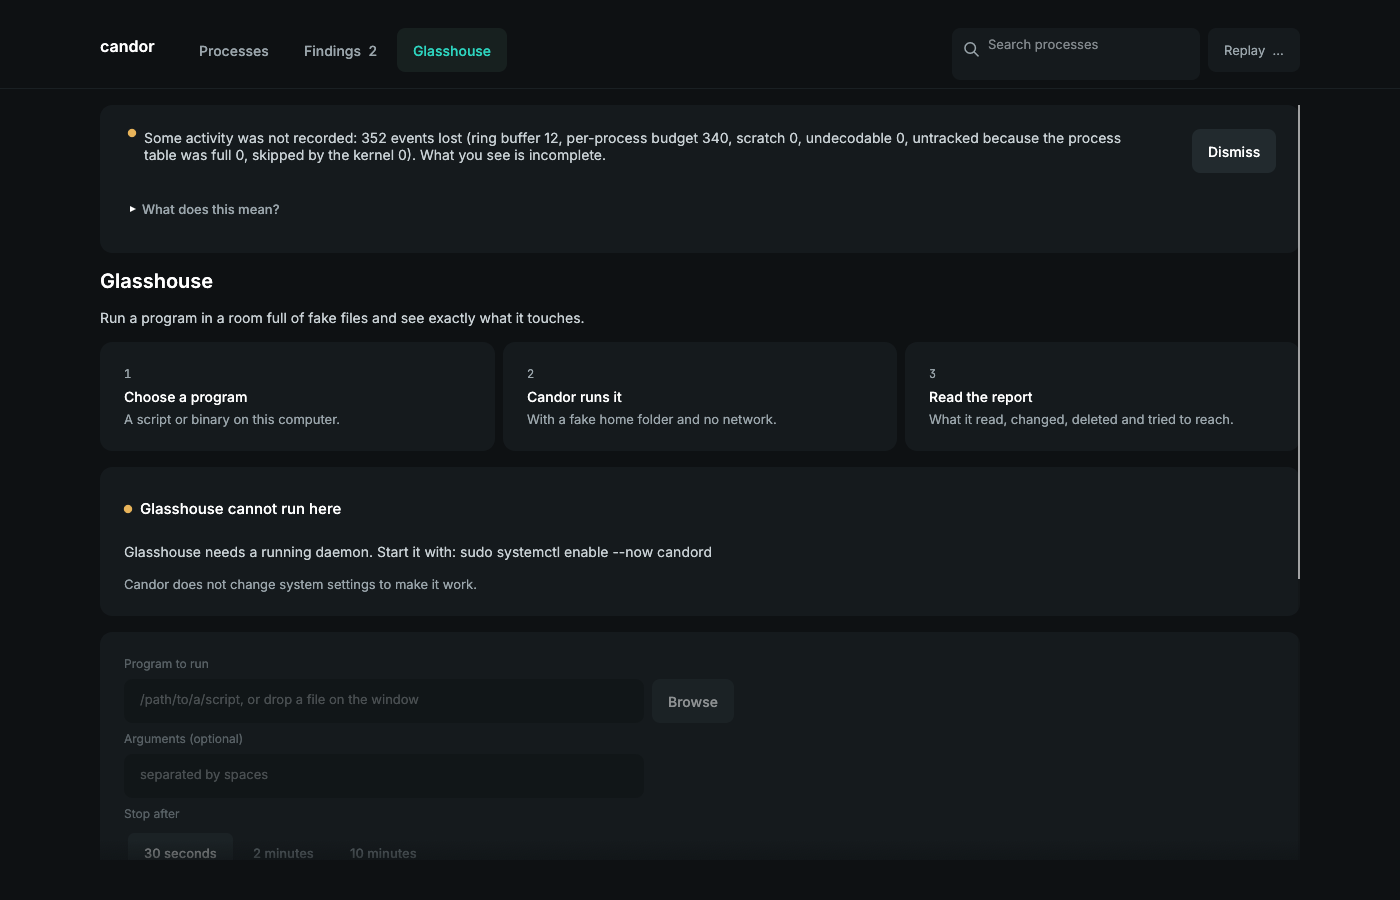 candor
Processes
Findings 2
Glasshouse
Search processes
Replay ...
Some activity was not recorded: 352 events lost (ring buffer 12, per-process budget 340, scratch 0, undecodable 0, untracked because the process
table was full 0, skipped by the kernel 0). What you see is incomplete.
Dismiss
What does this mean?
Glasshouse
Run a program in a room full of fake files and see exactly what it touches.
1
Choose a program
A script or binary on this computer.
2
Candor runs it
With a fake home folder and no network.
3
Read the report
What it read, changed, deleted and tried to reach.
Glasshouse cannot run here
Glasshouse needs a running daemon. Start it with: sudo systemctl enable --now candord
Candor does not change system settings to make it work.
Program to run
/path/to/a/script, or drop a file on the window
Browse
Arguments (optional)
separated by spaces
Stop after
30 seconds
2 minutes
10 minutes